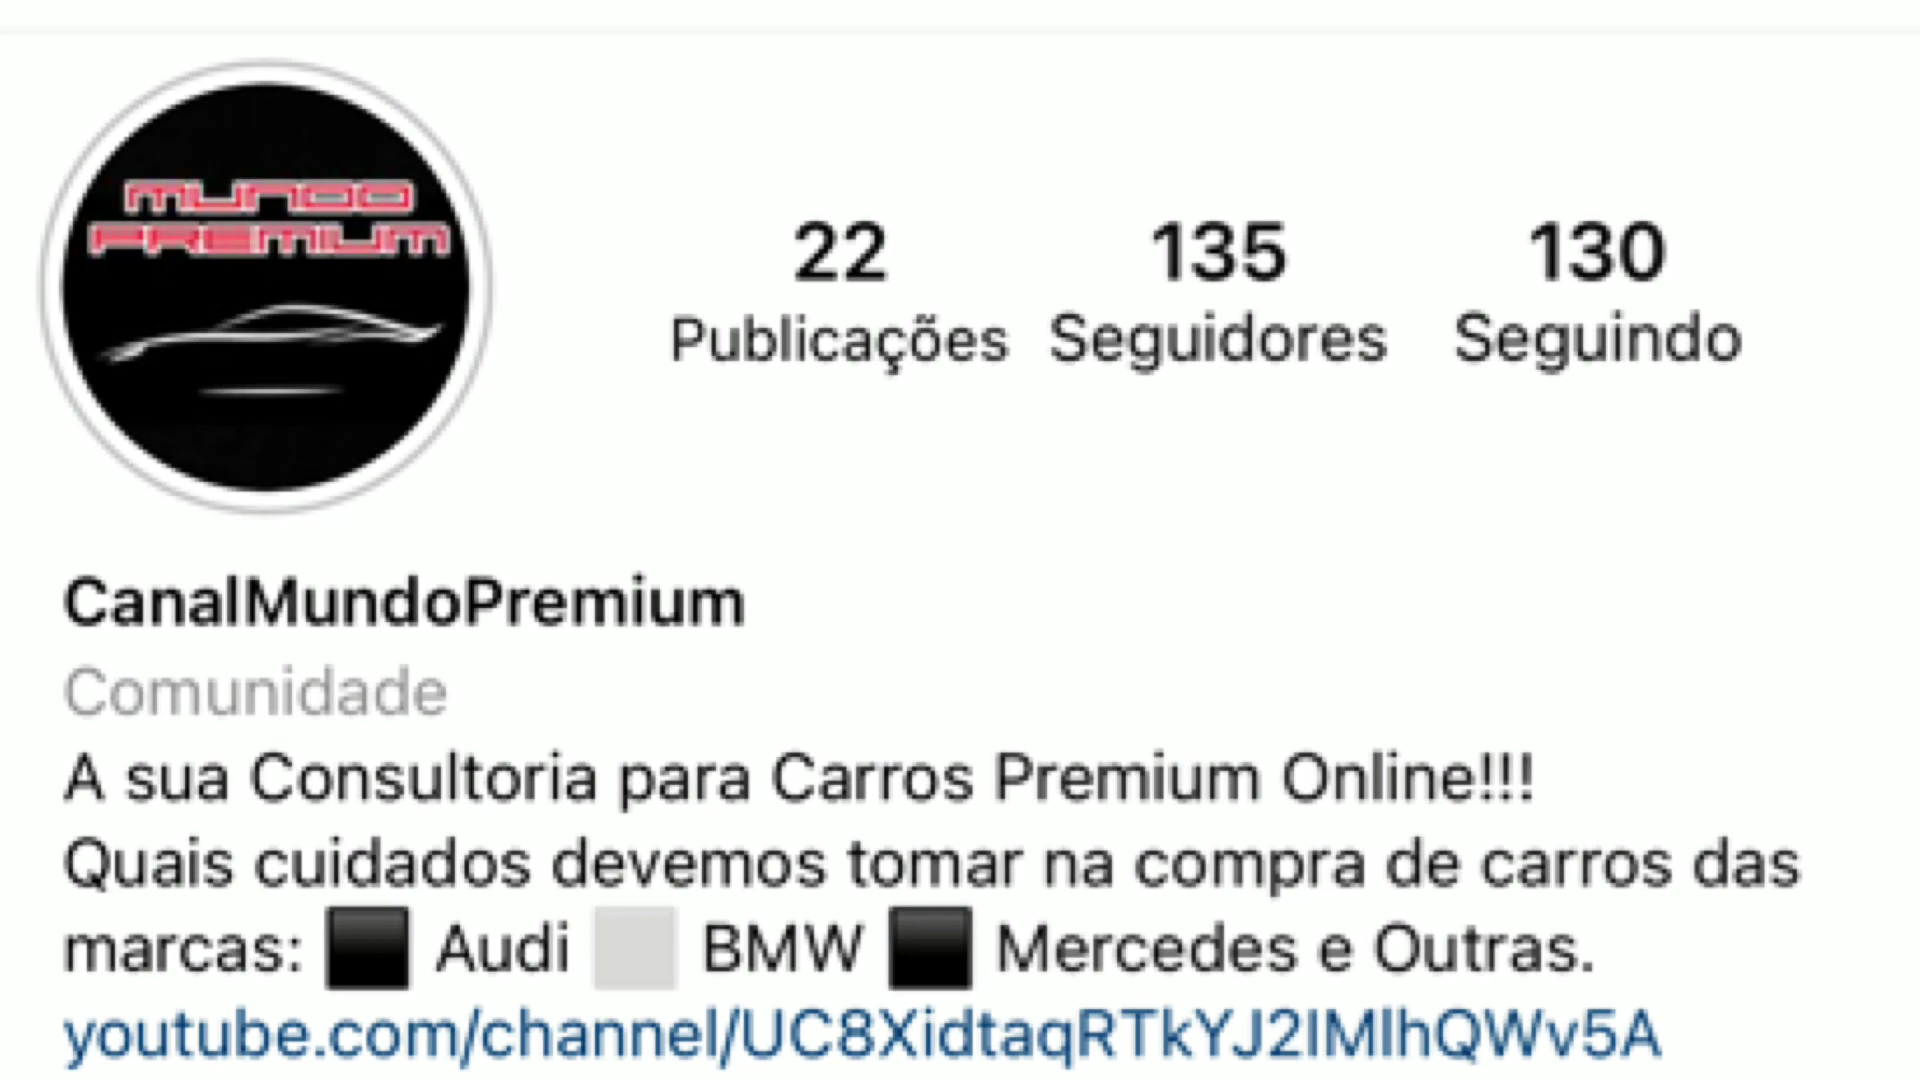 MUNDO
PREMIUM
22 135 130
Publicações Seguidores Seguindo
CanalMundoPremium
Comunidade
A sua Consultoria para Carros Premium Online!!!
Quais cuidados devemos tomar na compra de carros das
marcas: ⬛ Audi ⬜ BMW ⬛ Mercedes e Outras.
youtube.com/channel/UC8XidtaqRTkYJ2IMlhQWv5A